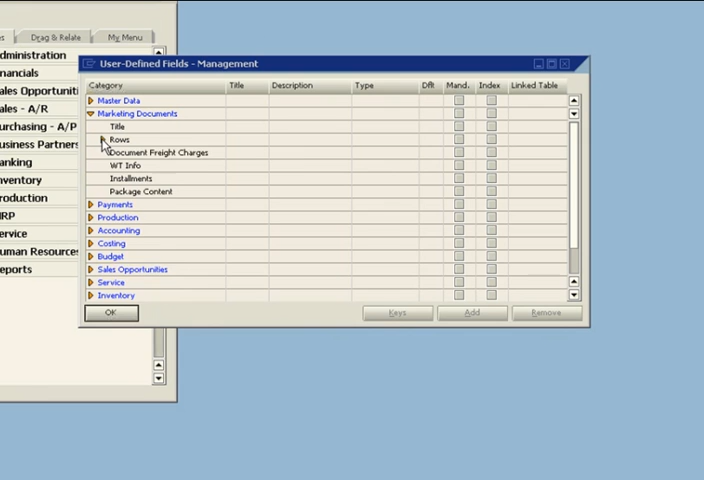 es Drag & Relate My Menu
dministration
nancials
ales Opportuniti
ales - A/R
urchasing - A/P
usiness Partners
anking
nventory
roduction
RP
ervice
uman Resources
eports
User-Defined Fields - Management
Category Title Description Type Dflt Mand. Index Linked Table
Master Data
Marketing Documents
Title
Rows
Document Freight Charges
WT Info
Installments
Package Content
Payments
Production
Accounting
Costing
Budget
Sales Opportunities
Service
Inventory
OK Keys Add Remove